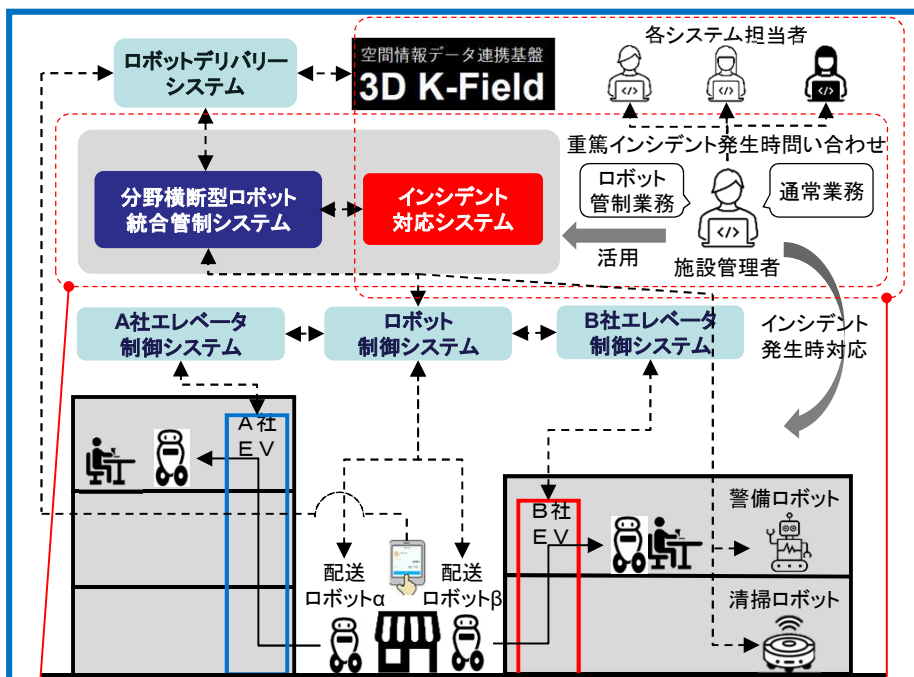 ロボットデリバリー
システム
空間情報データ連携基盤
3D K-Field
各システム担当者
</>
</>
</>
重篤インシデント発生時問い合わせ
分野横断型ロボット
統合管制システム
インシデント
対応システム
ロボット
管制業務
</>
通常業務
活用
施設管理者
A社エレベータ
制御システム
ロボット
制御システム
B社エレベータ
制御システム
インシデント
発生時対応
A社
EV
B社
EV
警備ロボット
配送
ロボットα
配送
ロボットβ
清掃ロボット